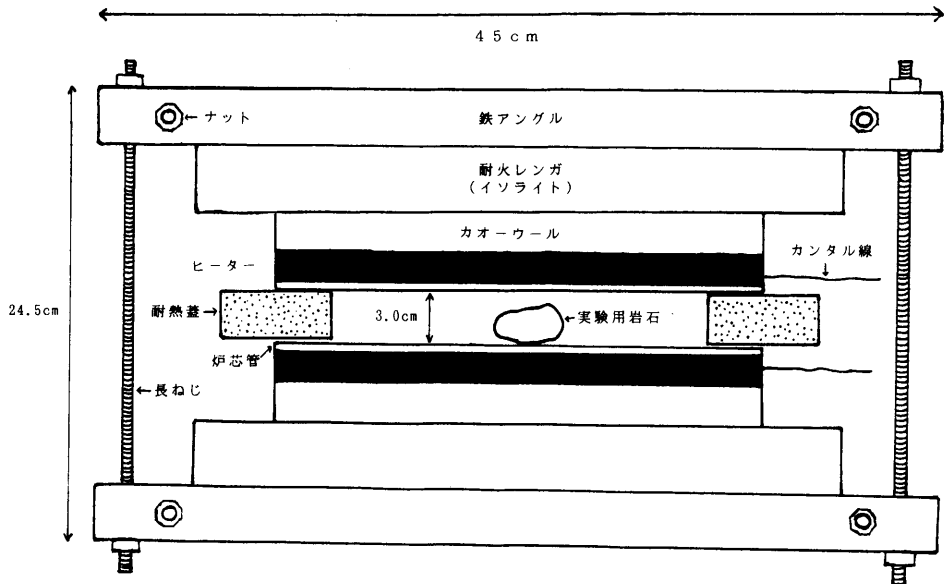 45cm
←ナット
鉄アングル
耐火レンガ
(イソライト)
カオーウール
カンタル線
ヒーター
24.5cm
耐熱蓋→
3.0cm
←実験用岩石
炉芯管
←長ねじ